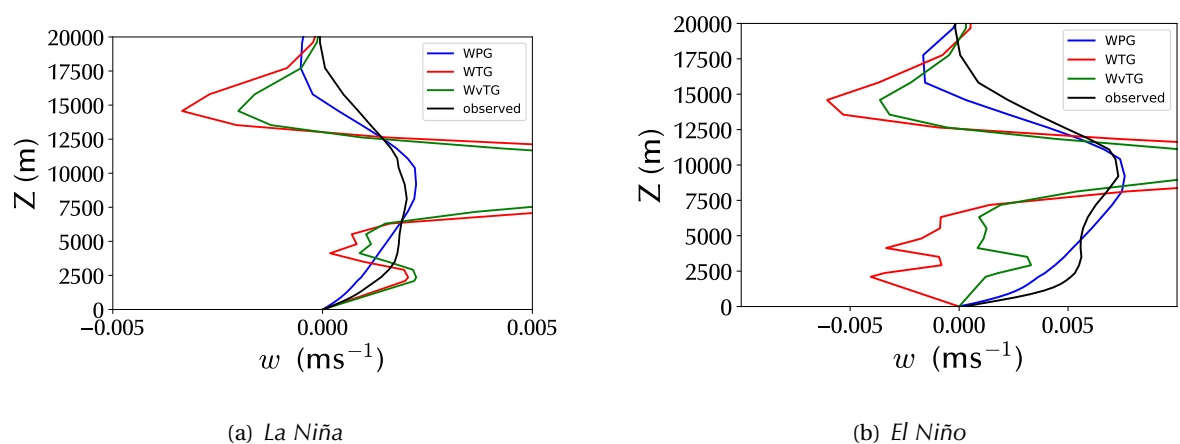 20000
17500
15000
12500
10000
7500
5000
2500
0
Z (m)
−0.005
0.000
0.005
w (ms⁻¹)
WPG
WTG
WvTG
observed
(a) La Niña
20000
17500
15000
12500
10000
7500
5000
2500
0
Z (m)
−0.005
0.000
0.005
w (ms⁻¹)
WPG
WTG
WvTG
observed
(b) El Niño